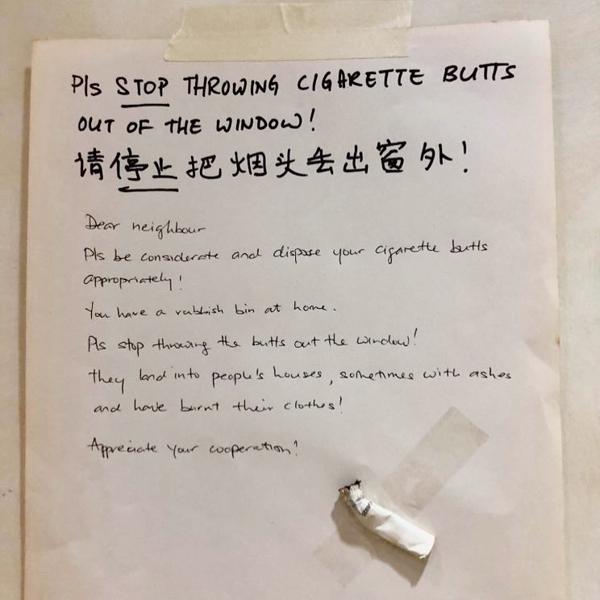 Pls STOP THROWING CIGARETTE BUTTS
OUT OF THE WINDOW!
请停止把烟头丢出窗外!
Dear neighbour
Pls be considerate and dispose your cigarette butts
appropriately!
You have a rubbish bin at home.
Pls stop throwing the butts out the window!
They land into people's houses, sometimes with ashes
and have burnt their clothes!
Appreciate your cooperation!